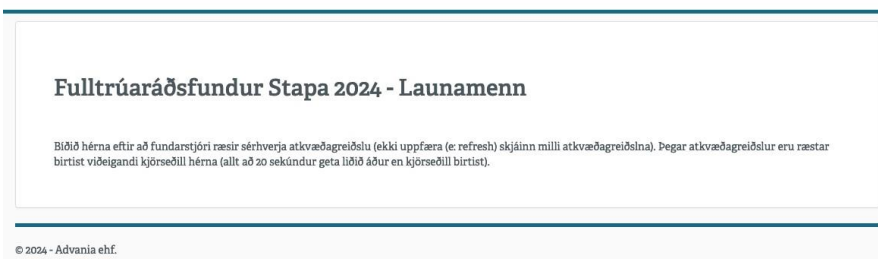 Fulltrúaráðsfundur Stapa 2024 - Launamenn
Bíðið hérna eftir að fundarstjóri ræsir sérhverja atkvæðagreiðslu (ekki uppfæra (e: refresh) skjáinn milli atkvæðagreiðslna). Þegar atkvæðagreiðslur eru ræstar
birtist viðeigandi kjörseðill hérna (allt að 20 sekúndur geta liðið áður en kjörseðill birtist).
© 2024 - Advania ehf.